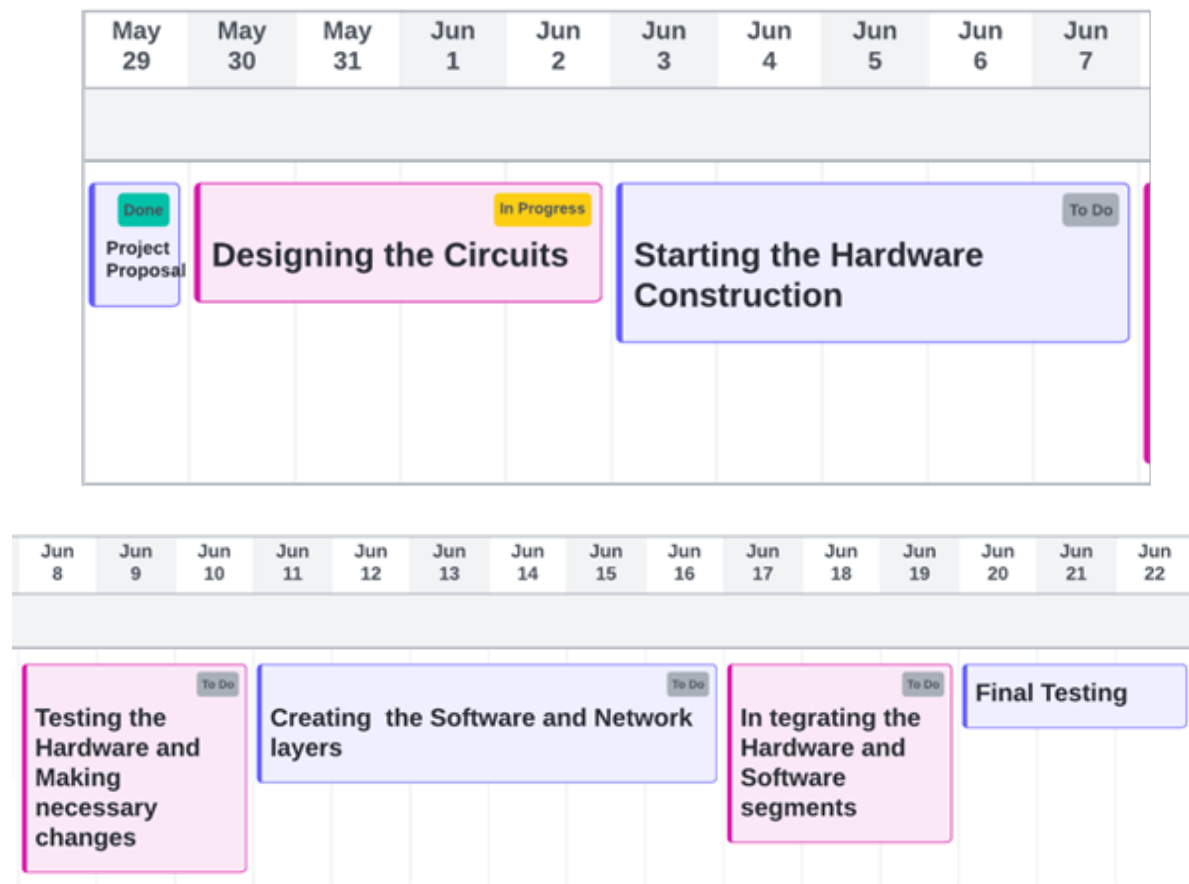 May May May Jun Jun Jun Jun Jun Jun Jun
29 30 31 1 2 3 4 5 6 7
Done
Project
Proposal
In Progress
Designing the Circuits
To Do
Starting the Hardware
Construction
Jun Jun Jun Jun Jun Jun Jun Jun Jun Jun Jun Jun Jun Jun Jun
8 9 10 11 12 13 14 15 16 17 18 19 20 21 22
To Do
Testing the
Hardware and
Making
necessary
changes
To Do
Creating  the Software and Network
layers
To Do
In tegrating the
Hardware and
Software
segments
Final Testing